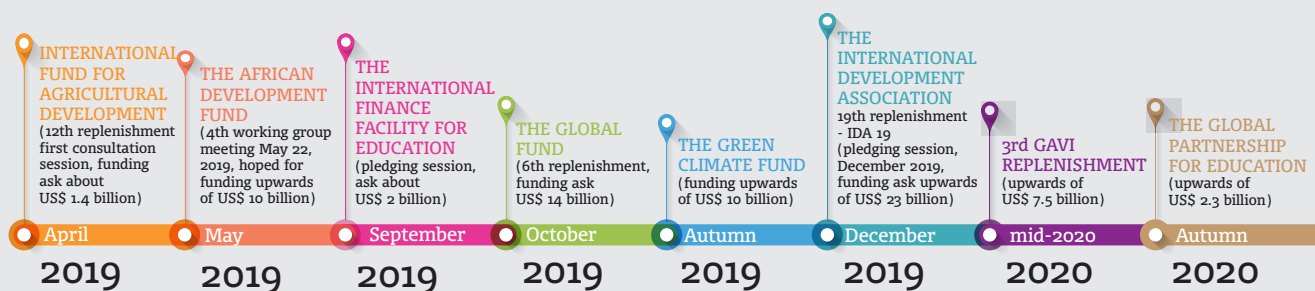 INTERNATIONAL
FUND FOR
AGRICULTURAL
DEVELOPMENT
(12th replenishment
first consultation
session, funding
ask about
US$ 1.4 billion)
April
2019
THE AFRICAN
DEVELOPMENT
FUND
(4th working group
meeting May 22,
2019, hoped for
funding upwards
of US$ 10 billion)
May
2019
THE
INTERNATIONAL
FINANCE
FACILITY FOR
EDUCATION
(pledging session,
ask about
US$ 2 billion)
September
2019
THE GLOBAL
FUND
(6th replenishment,
funding ask
US$ 14 billion)
October
2019
THE GREEN
CLIMATE FUND
(funding upwards
of US$ 10 billion)
Autumn
2019
THE
INTERNATIONAL
DEVELOPMENT
ASSOCIATION
19th replenishment
- IDA 19
(pledging session,
December 2019,
funding ask upwards
of US$ 23 billion)
December
2019
3rd GAVI
REPLENISHMENT
(upwards of
US$ 7.5 billion)
mid-2020
2020
THE GLOBAL
PARTNERSHIP
FOR EDUCATION
(upwards of
US$ 2.3 billion)
Autumn
2020